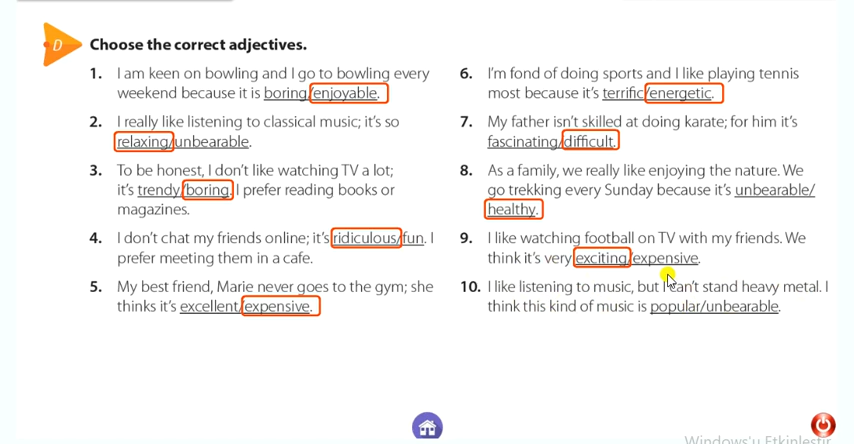 D Choose the correct adjectives.
1. I am keen on bowling and I go to bowling every
weekend because it is boring/enjoyable.
2. I really like listening to classical music; it's so
relaxing/unbearable.
3. To be honest, I don't like watching TV a lot;
it's trendy/boring. I prefer reading books or
magazines.
4. I don't chat my friends online; it's ridiculous/fun. I
prefer meeting them in a cafe.
5. My best friend, Marie never goes to the gym; she
thinks it's excellent/expensive.
6. I'm fond of doing sports and I like playing tennis
most because it's terrific/energetic.
7. My father isn't skilled at doing karate; for him it's
fascinating/difficult.
8. As a family, we really like enjoying the nature. We
go trekking every Sunday because it's unbearable/
healthy.
9. I like watching football on TV with my friends. We
think it's very exciting/expensive.
10. I like listening to music, but I can't stand heavy metal. I
think this kind of music is popular/unbearable.
Windows'u Etkinleştir